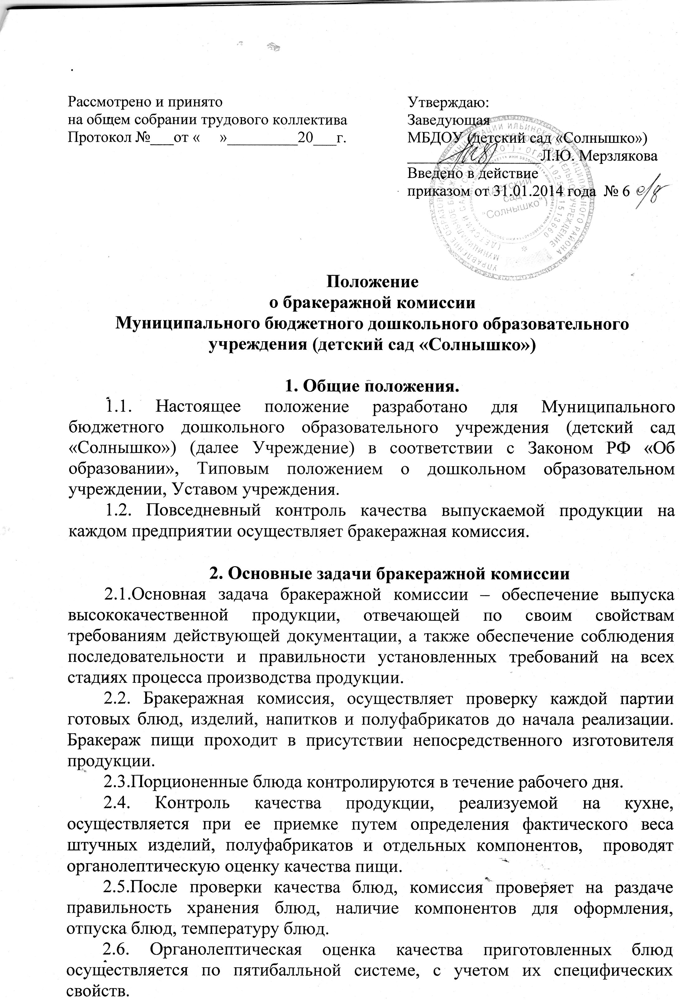 Рассмотрено и принято
на общем собрании трудового коллектива
Протокол №___от «     »_________20___г.
Утверждаю:
Заведующая
МБДОУ (детский сад «Солнышко»)
_________________Л.Ю. Мерзлякова
Введено в действие
приказом от 31.01.2014 года № 6
(детский
сад
"Солнышко")
Положение
о бракеражной комиссии
Муниципального бюджетного дошкольного образовательного
учреждения (детский сад «Солнышко»)
1. Общие положения.
1.1. Настоящее положение разработано для Муниципального
бюджетного дошкольного образовательного учреждения (детский сад
«Солнышко») (далее Учреждение) в соответствии с Законом РФ «Об
образовании», Типовым положением о дошкольном образовательном
учреждении, Уставом учреждения.
1.2. Повседневный контроль качества выпускаемой продукции на
каждом предприятии осуществляет бракеражная комиссия.
2. Основные задачи бракеражной комиссии
2.1.Основная задача бракеражной комиссии – обеспечение выпуска
высококачественной продукции, отвечающей по своим свойствам
требованиям действующей документации, а также обеспечение соблюдения
последовательности и правильности установленных требований на всех
стадиях процесса производства продукции.
2.2. Бракеражная комиссия, осуществляет проверку каждой партии
готовых блюд, изделий, напитков и полуфабрикатов до начала реализации.
Бракераж пищи проходит в присутствии непосредственного изготовителя
продукции.
2.3.Порционенные блюда контролируются в течение рабочего дня.
2.4. Контроль качества продукции, реализуемой на кухне,
осуществляется при ее приемке путем определения фактического веса
штучных изделий, полуфабрикатов и отдельных компонентов, проводят
органолептическую оценку качества пищи.
2.5.После проверки качества блюд, комиссия проверяет на раздаче
правильность хранения блюд, наличие компонентов для оформления,
отпуска блюд, температуру блюд.
2.6. Органолептическая оценка качества приготовленных блюд
осуществляется по пятибалльной системе, с учетом их специфических
свойств.